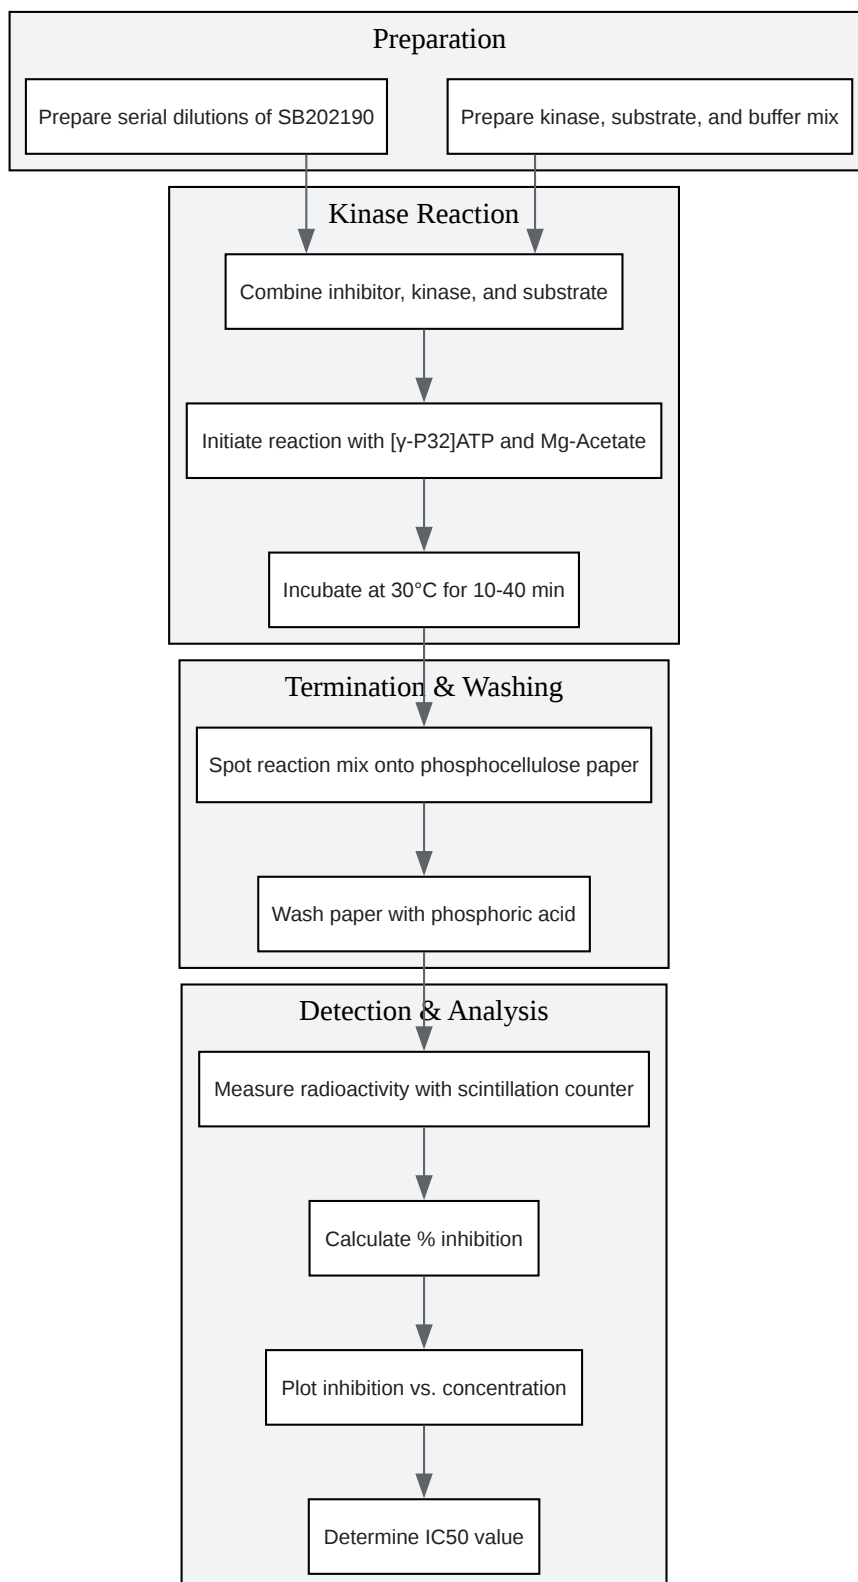 Preparation
Prepare serial dilutions of SB202190
Prepare kinase, substrate, and buffer mix
Kinase Reaction
Combine inhibitor, kinase, and substrate
Initiate reaction with [γ-P32]ATP and Mg-Acetate
Incubate at 30°C for 10-40 min
Termination & Washing
Spot reaction mix onto phosphocellulose paper
Wash paper with phosphoric acid
Detection & Analysis
Measure radioactivity with scintillation counter
Calculate % inhibition
Plot inhibition vs. concentration
Determine IC50 value